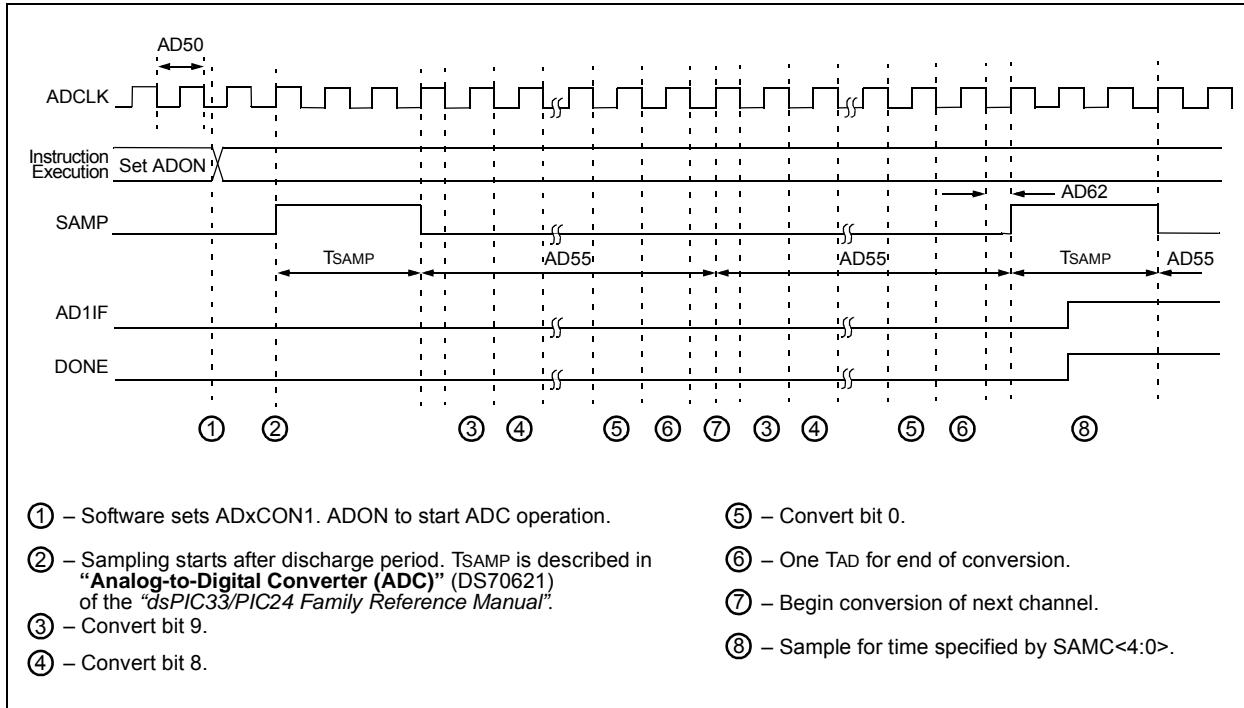 AD50
ADCLK
Instruction
Execution
Set ADON
AD62
SAMP
TSAMP
AD55
AD55
TSAMP
AD55
AD1IF
DONE
1 2 3 4 5 6 7 3 4 5 6 8
1 – Software sets ADxCON1. ADON to start ADC operation.
2 – Sampling starts after discharge period. TSAMP is described in
“Analog-to-Digital Converter (ADC)” (DS70621)
of the “dsPIC33/PIC24 Family Reference Manual”.
3 – Convert bit 9.
4 – Convert bit 8.
5 – Convert bit 0.
6 – One TAD for end of conversion.
7 – Begin conversion of next channel.
8 – Sample for time specified by SAMC<4:0>.